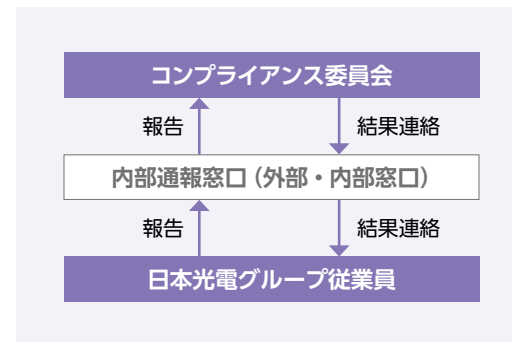 コンプライアンス委員会
報告
結果連絡
内部通報窓口（外部・内部窓口）
報告
結果連絡
日本光電グループ従業員